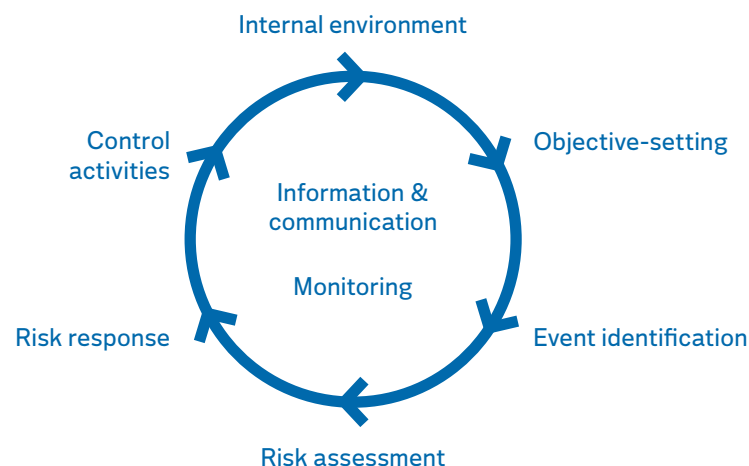 Internal environment
Objective-setting
Event identification
Risk assessment
Risk response
Control
activities
Information &
communication
Monitoring